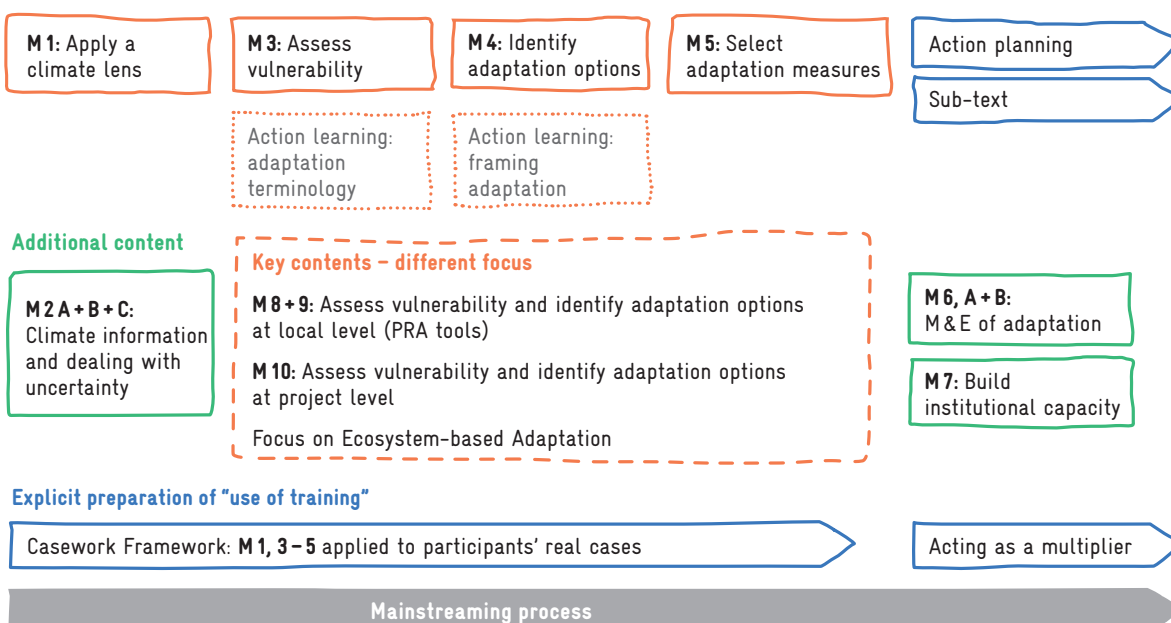 M 1: Apply a
climate lens
M 3: Assess
vulnerability
M 4: Identify
adaptation options
M 5: Select
adaptation measures
Action planning
Sub-text
Action learning:
adaptation
terminology
Action learning:
framing
adaptation
Additional content
M 2 A + B + C:
Climate information
and dealing with
uncertainty
Key contents – different focus
M 8 + 9: Assess vulnerability and identify adaptation options
at local level (PRA tools)
M 10: Assess vulnerability and identify adaptation options
at project level
Focus on Ecosystem-based Adaptation
M 6, A + B:
M & E of adaptation
M 7: Build
institutional capacity
Explicit preparation of “use of training”
Casework Framework: M 1, 3 – 5 applied to participants’ real cases
Acting as a multiplier
Mainstreaming process